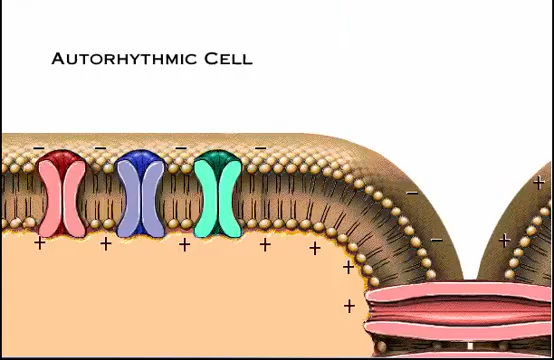 Autorhythmic Cell
− − − −
+ + + + +
− +
− +
+
+